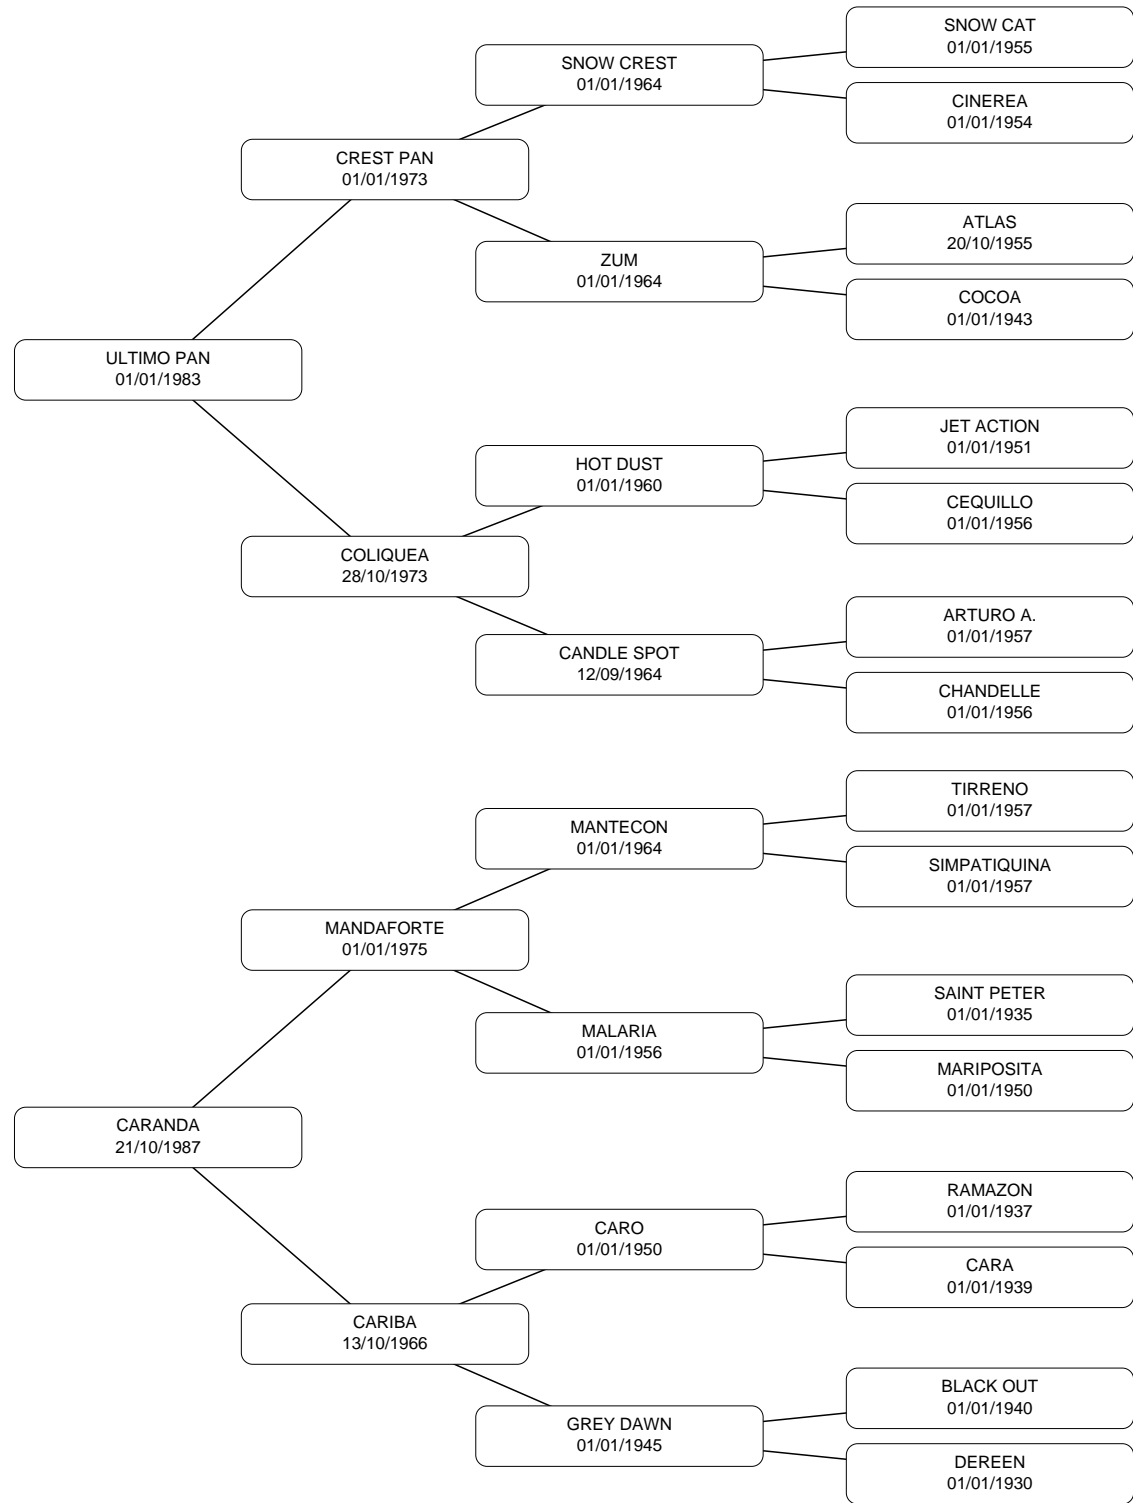 SNOW CAT
01/01/1955
SNOW CREST
01/01/1964
CINEREA
01/01/1954
CREST PAN
01/01/1973
ATLAS
20/10/1955
ZUM
01/01/1964
COCOA
01/01/1943
ULTIMO PAN
01/01/1983
JET ACTION
01/01/1951
HOT DUST
01/01/1960
CEQUILLO
01/01/1956
COLIQUEA
28/10/1973
ARTURO A.
01/01/1957
CANDLE SPOT
12/09/1964
CHANDELLE
01/01/1956
TIRRENO
01/01/1957
MANTECON
01/01/1964
SIMPATIQUINA
01/01/1957
MANDAFORTE
01/01/1975
SAINT PETER
01/01/1935
MALARIA
01/01/1956
MARIPOSITA
01/01/1950
CARANDA
21/10/1987
RAMAZON
01/01/1937
CARO
01/01/1950
CARA
01/01/1939
CARIBA
13/10/1966
BLACK OUT
01/01/1940
GREY DAWN
01/01/1945
DEREEN
01/01/1930